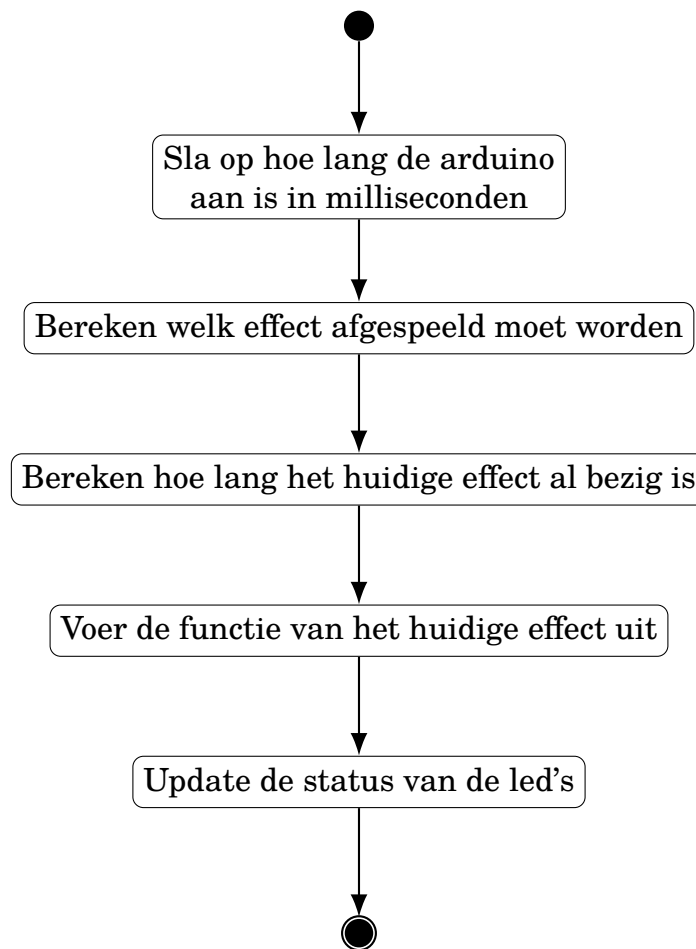 Sla op hoe lang de arduino
aan is in milliseconden
Bereken welk effect afgespeeld moet worden
Bereken hoe lang het huidige effect al bezig is
Voer de functie van het huidige effect uit
Update de status van de led's